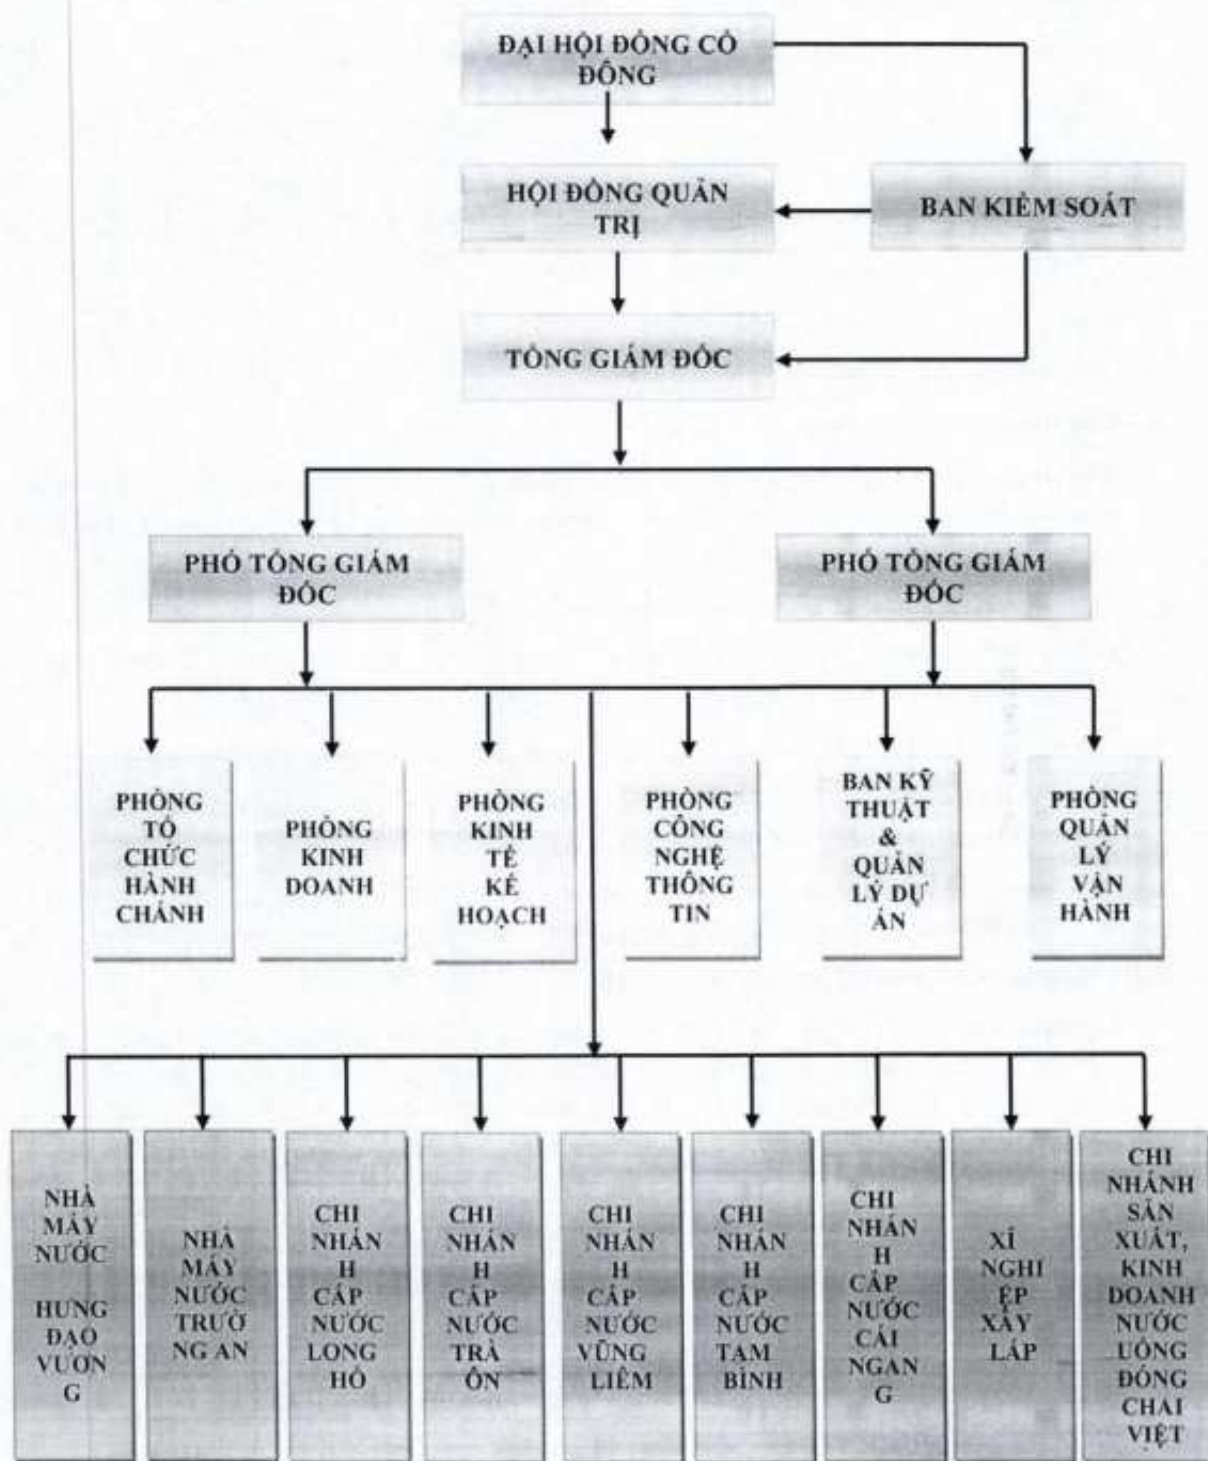 ĐẠI HỘI ĐỒNG CỔ
ĐÔNG
HỘI ĐỒNG QUẢN
TRỊ
BAN KIỂM SOÁT
TỔNG GIÁM ĐỐC
PHÓ TỔNG GIÁM
ĐỐC
PHÓ TỔNG GIÁM
ĐỐC
PHÒNG
TỔ
CHỨC
HÀNH
CHÁNH
PHÒNG
KINH
DOANH
PHÒNG
KINH
TẾ
KẾ
HOẠCH
PHÒNG
CÔNG
NGHỆ
THÔNG
TIN
BAN KỸ
THUẬT
&
QUẢN
LÝ DỰ
ÁN
PHÒNG
QUẢN
LÝ
VẬN
HÀNH
NHÀ
MÁY
NƯỚC
HƯNG
ĐẠO
VƯƠN
G
NHÀ
MÁY
NƯỚC
TRƯỜ
NG AN
CHI
NHÁN
H
CẤP
NƯỚC
LONG
HỒ
CHI
NHÁN
H
CẤP
NƯỚC
TRÀ
ÔN
CHI
NHÁN
H
CẤP
NƯỚC
VŨNG
LIÊM
CHI
NHÁN
H
CẤP
NƯỚC
TAM
BÌNH
CHI
NHÁN
H
CẤP
NƯỚC
CÁI
NGAN
G
XÍ
NGHI
ỆP
XÂY
LẮP
CHI
NHÁNH
SẢN
XUẤT,
KINH
DOANH
NƯỚC
UỐNG
ĐÓNG
CHAI
VIỆT